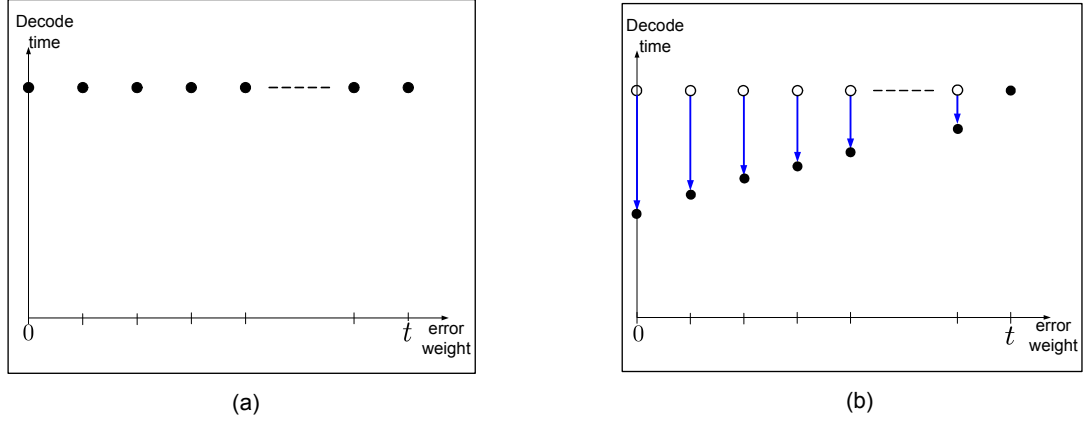 Decode
time
0
t
error
weight
(a)
Decode
time
0
t
error
weight
(b)